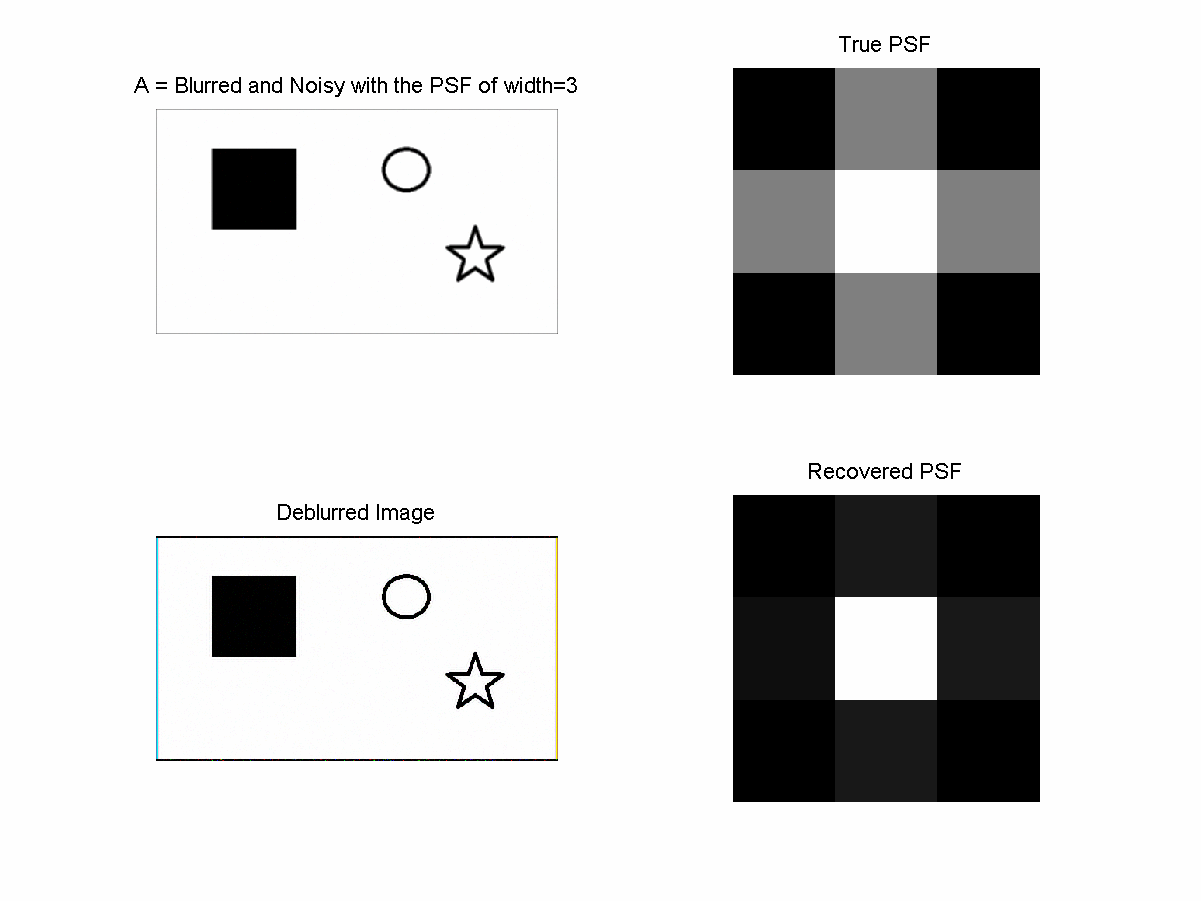 A = Blurred and Noisy with the PSF of width=3
True PSF
Deblurred Image
Recovered PSF